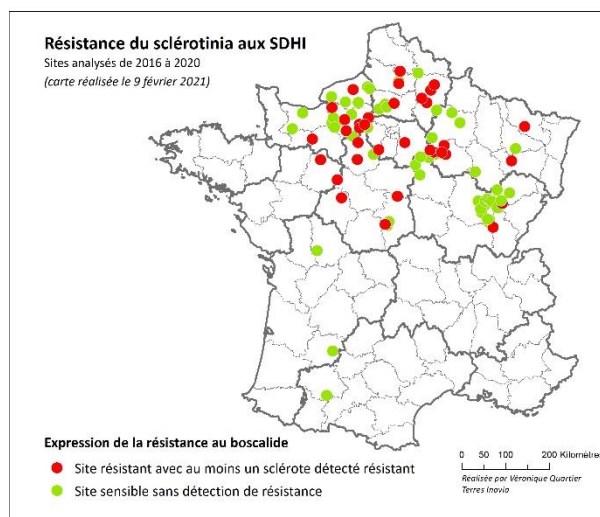 Résistance du sclérotinia aux SDHI
Sites analysés de 2016 à 2020
(carte réalisée le 9 février 2021)
Expression de la résistance au boscalide
Site résistant avec au moins un sclérote détecté résistant
Site sensible sans détection de résistance
0 50 100 200 Kilomètres
Réalisée par Véronique Quartier
Terres Inovia